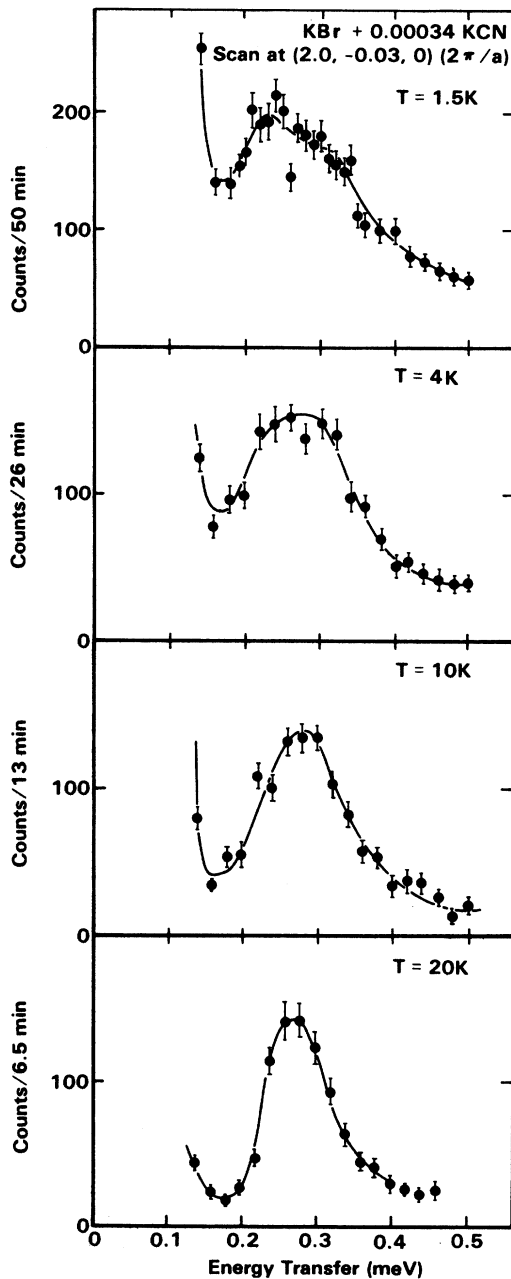 KBr + 0.00034 KCN
Scan at (2.0, -0.03, 0) (2π/a)
T = 1.5K
200
100
0
Counts/50 min
T = 4K
100
0
Counts/26 min
T = 10K
100
0
Counts/13 min
T = 20K
100
0
Counts/6.5 min
0 0.1 0.2 0.3 0.4 0.5
Energy Transfer (meV)